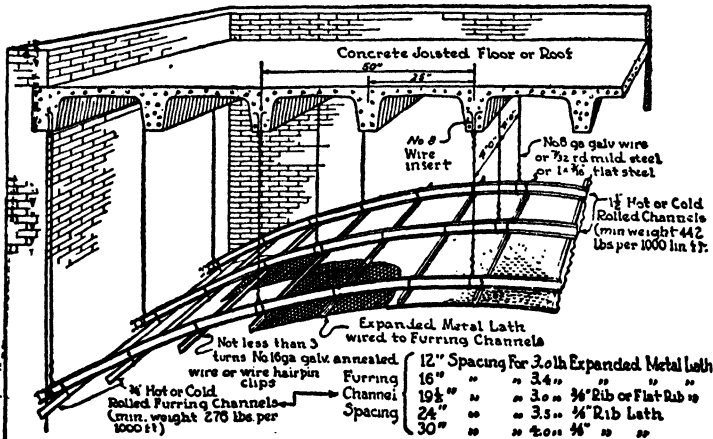 Concrete Joisted Floor or Roof
50"
25"
No 8
Wire
insert
4'-0"
No 8 ga galv wire
or 7/32 rd mild steel
or 1 x 3/16 flat steel
1½" Hot or Cold
Rolled Channels
(min weight 442
lbs per 1000 lin ft.
Expanded Metal Lath
wired to Furring Channels
Not less than 3
turns No 16ga galv. annealed
wire or wire hairpin
clips
¾" Hot or Cold
Rolled Furring Channels
(min. weight 276 lbs. per
1000 ft)
Furring
Channel
Spacing
12" Spacing For 3.0 lb Expanded Metal Lath
16" " " 3.4 " " " "
19½" " " 3.0 " ⅜" Rib or Flat Rib "
24" " " 3.5 " ⅜" Rib Lath
30" " " 4.0 " ⅜" " "